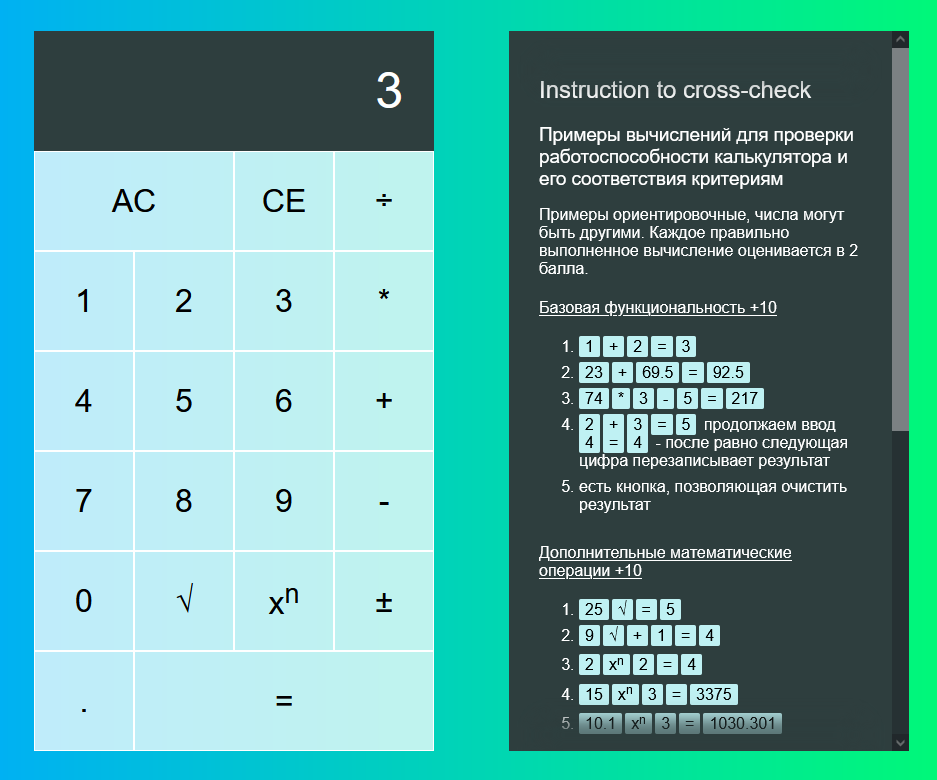 3
AC CE ÷
1 2 3 *
4 5 6 +
7 8 9 -
0 √ xⁿ ±
. =
Instruction to cross-check
Примеры вычислений для проверки
работоспособности калькулятора и
его соответствия критериям
Примеры ориентировочные, числа могут
быть другими. Каждое правильно
выполненное вычисление оценивается в 2
балла.
Базовая функциональность +10
1. 1 + 2 = 3
2. 23 + 69.5 = 92.5
3. 74 * 3 - 5 = 217
4. 2 + 3 = 5 продолжаем ввод
4 = 4 - после равно следующая
цифра перезаписывает результат
5. есть кнопка, позволяющая очистить
результат
Дополнительные математические
операции +10
1. 25 √ = 5
2. 9 √ + 1 = 4
3. 2 xⁿ 2 = 4
4. 15 xⁿ 3 = 3375
5. 10.1 xⁿ 3 = 1030.301